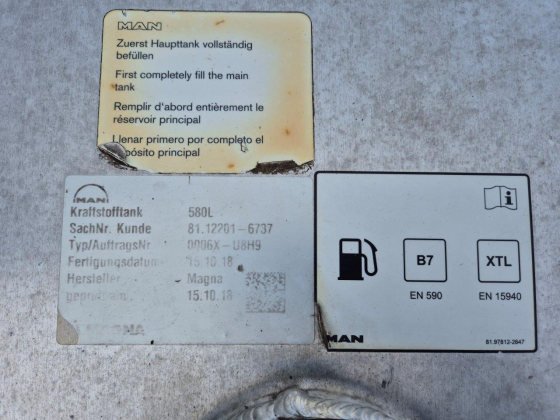 MAN
Zuerst Haupttank vollständig
befüllen
First completely fill the main
tank
Remplir d'abord entièrement le
réservoir principal
Llenar primero por completo el
depósito principal
MAN
Kraftstofftank 580L
SachNr. Kunde 81.12201-6737
Typ/AuftragsNr 0006X-U8H9
Fertigungsdatum 15.10.18
Hersteller Magna
15.10.18
MAGNA
i
B7
XTL
EN 590
EN 15940
MAN
81.97812-2847